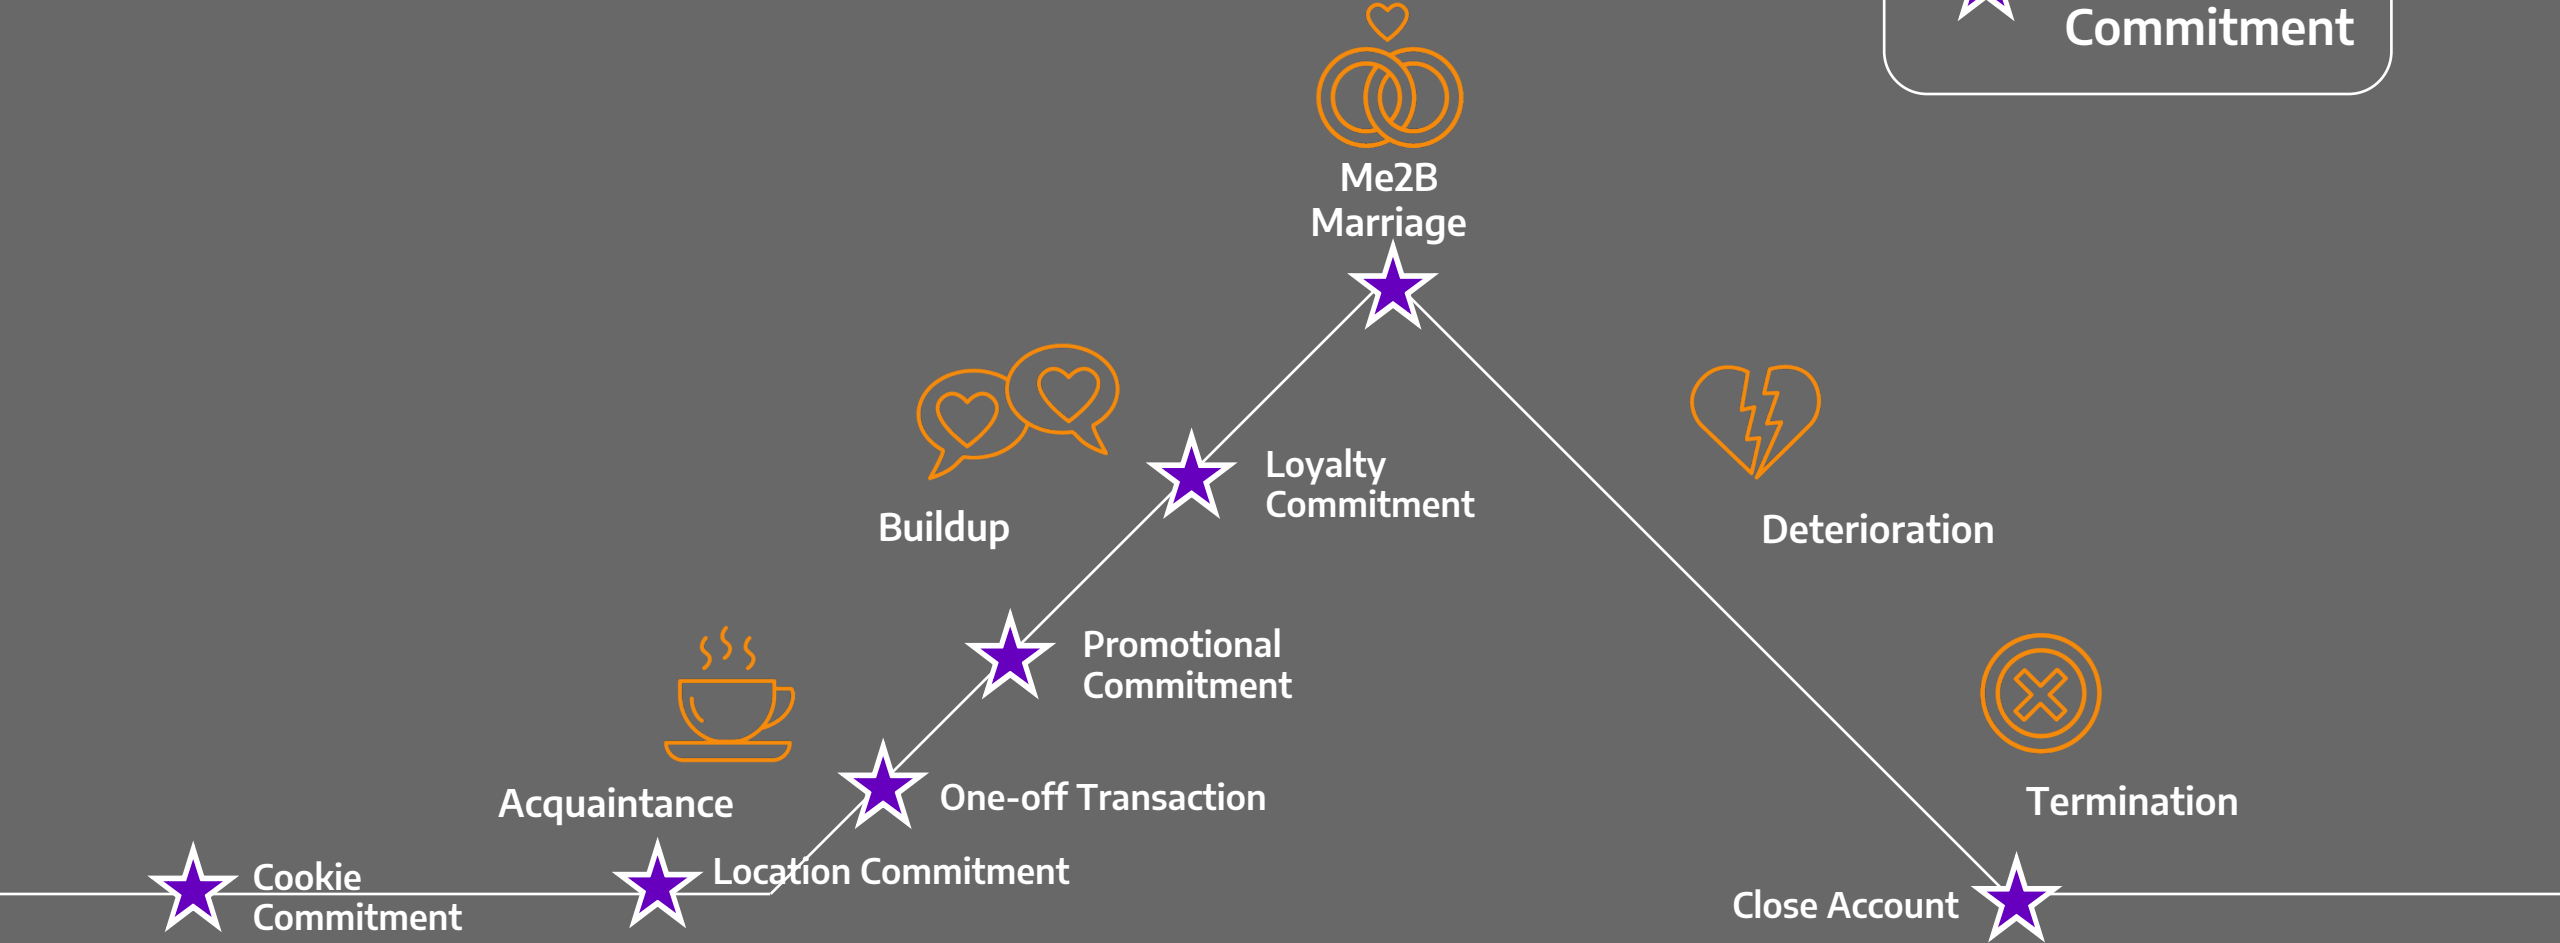 Commitment
Me2B
Marriage
Loyalty
Commitment
Buildup
Deterioration
Promotional
Commitment
Acquaintance
One-off Transaction
Termination
Location Commitment
Cookie
Commitment
Close Account